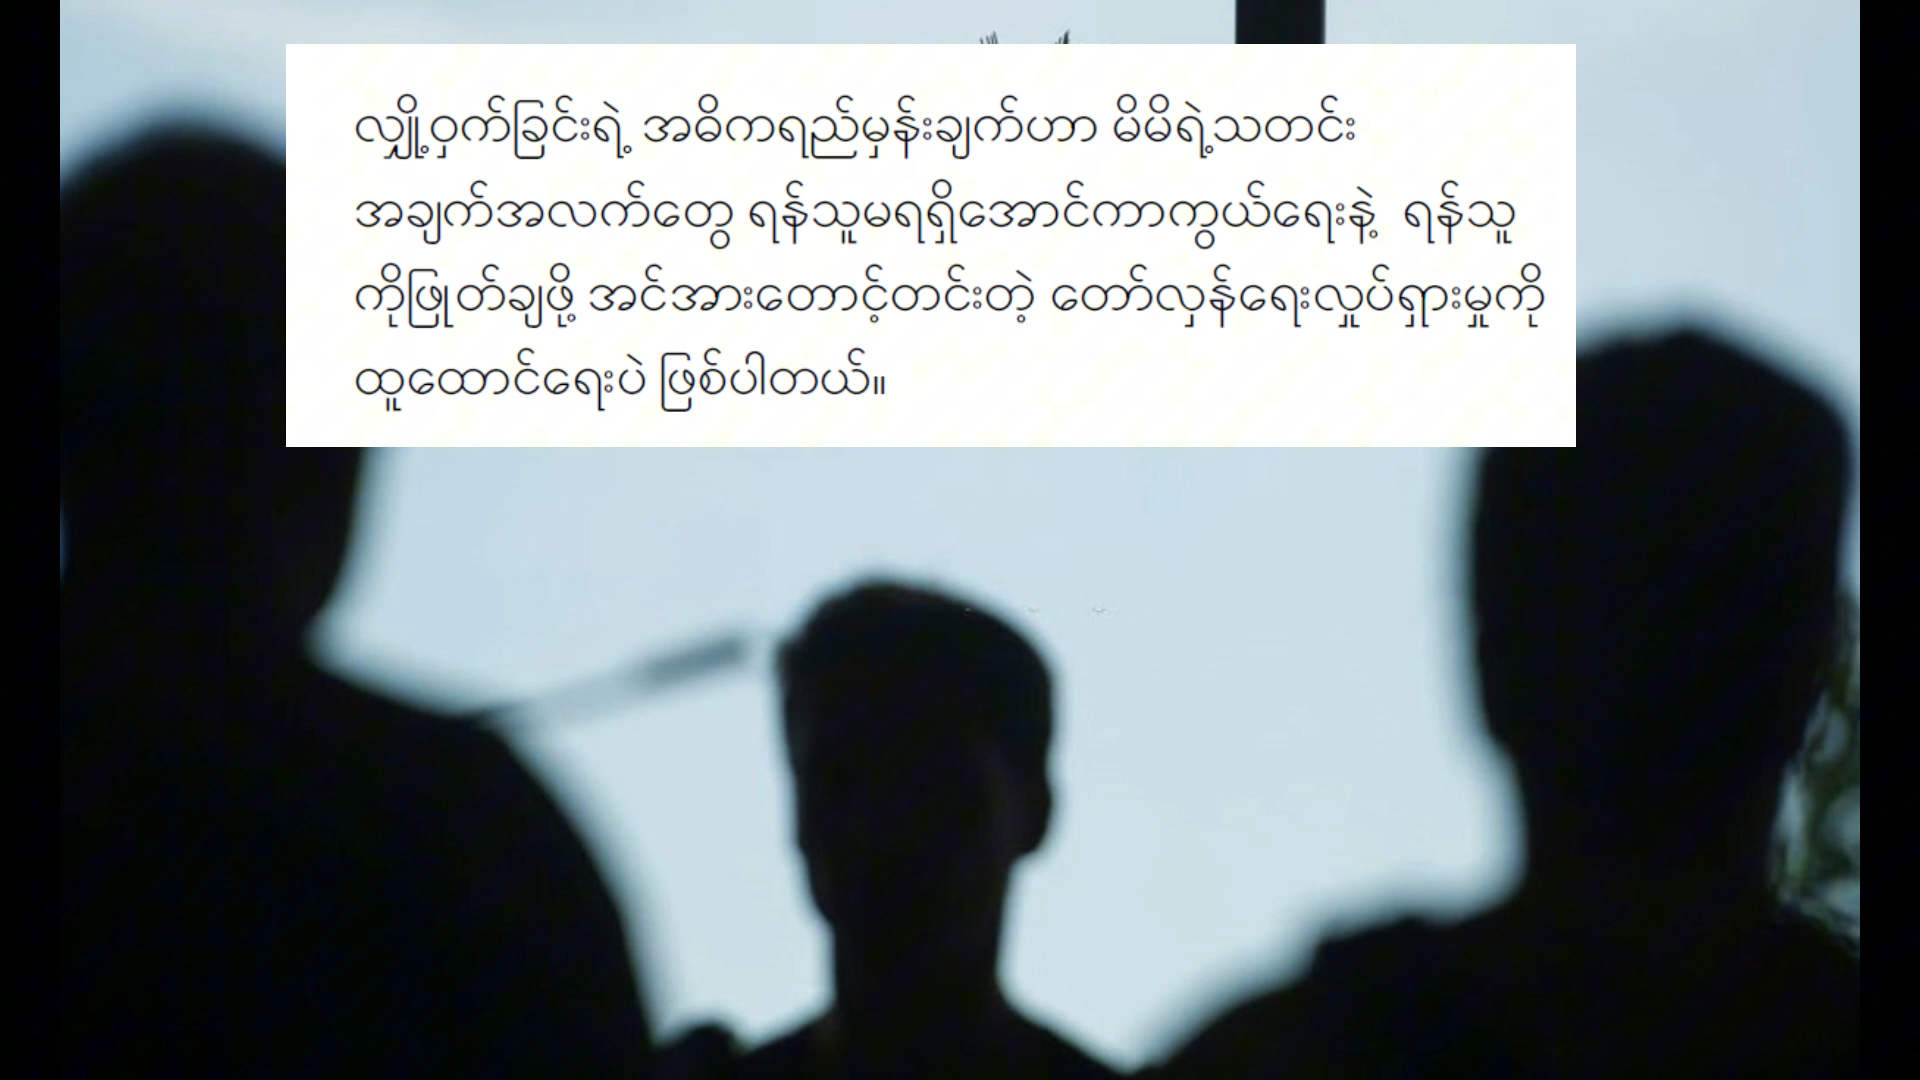 လျှို့ဝှက်ခြင်းရဲ့ အဓိကရည်မှန်းချက်ဟာ မိမိရဲ့သတင်း
အချက်အလက်တွေ ရန်သူမရရှိအောင်ကာကွယ်ရေးနဲ့ ရန်သူ
ကိုဖြုတ်ချဖို့ အင်အားတောင့်တင်းတဲ့ တော်လှန်ရေးလှုပ်ရှားမှုကို
ထူထောင်ရေးပဲ ဖြစ်ပါတယ်။